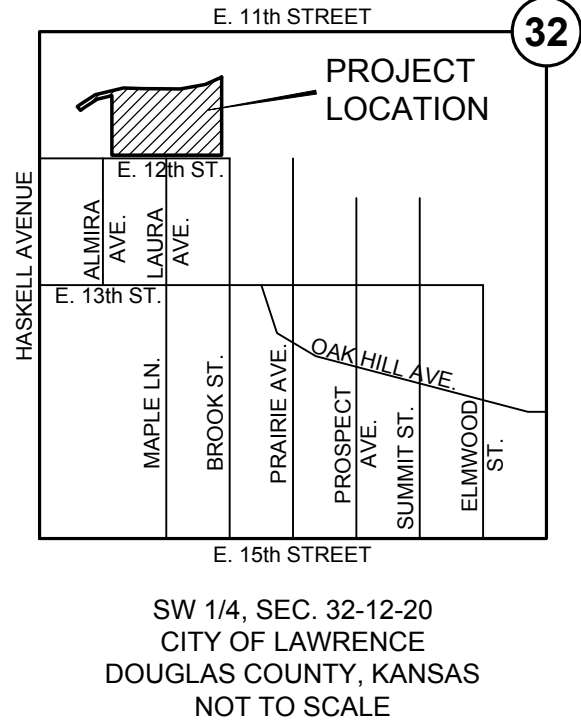 E. 11th STREET
32
PROJECT
LOCATION
E. 12th ST.
HASKELL AVENUE
ALMIRA
AVE.
LAURA
AVE.
E. 13th ST.
OAK HILL AVE.
MAPLE LN.
BROOK ST.
PRAIRIE AVE.
PROSPECT
AVE.
SUMMIT ST.
ELMWOOD
ST.
E. 15th STREET
SW 1/4, SEC. 32-12-20
CITY OF LAWRENCE
DOUGLAS COUNTY, KANSAS
NOT TO SCALE